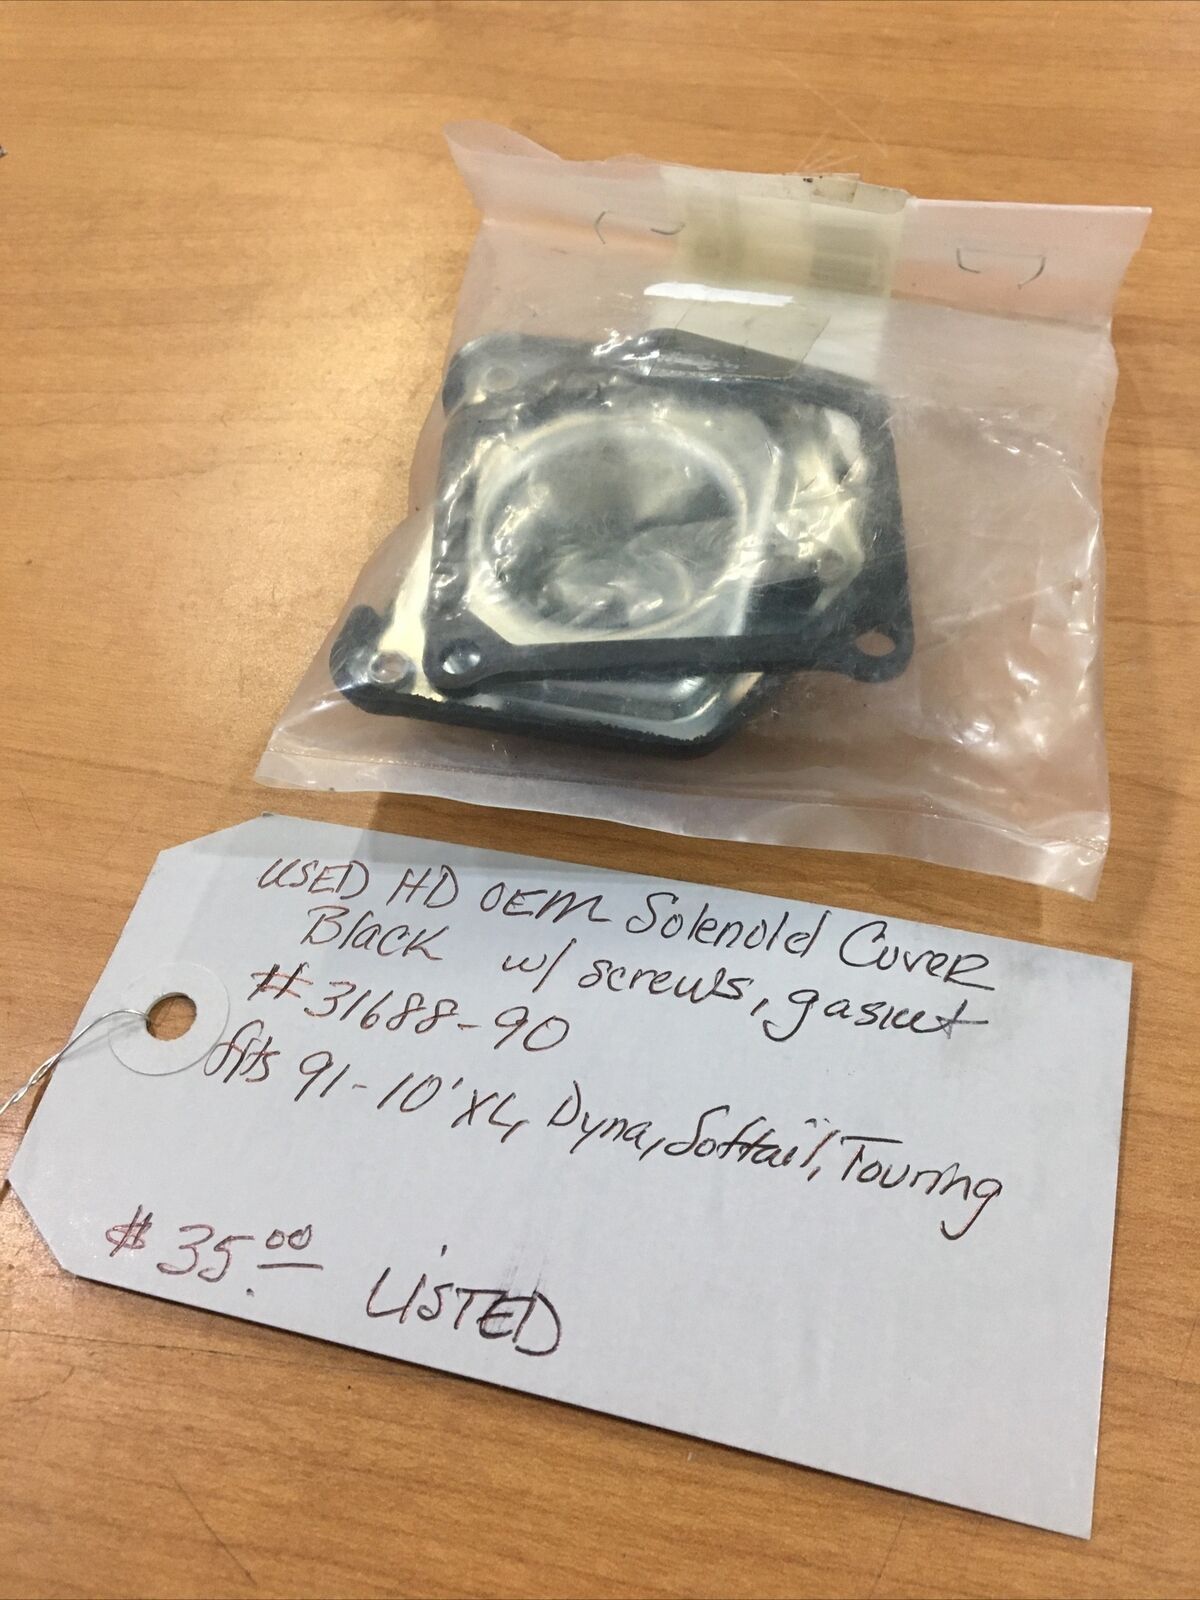 USED HD OEM Solenold Cover
Black w/ screws, gasket
#31688-90
fits 91-10' XL, Dyna, Softail, Touring
$35.00 LISTED